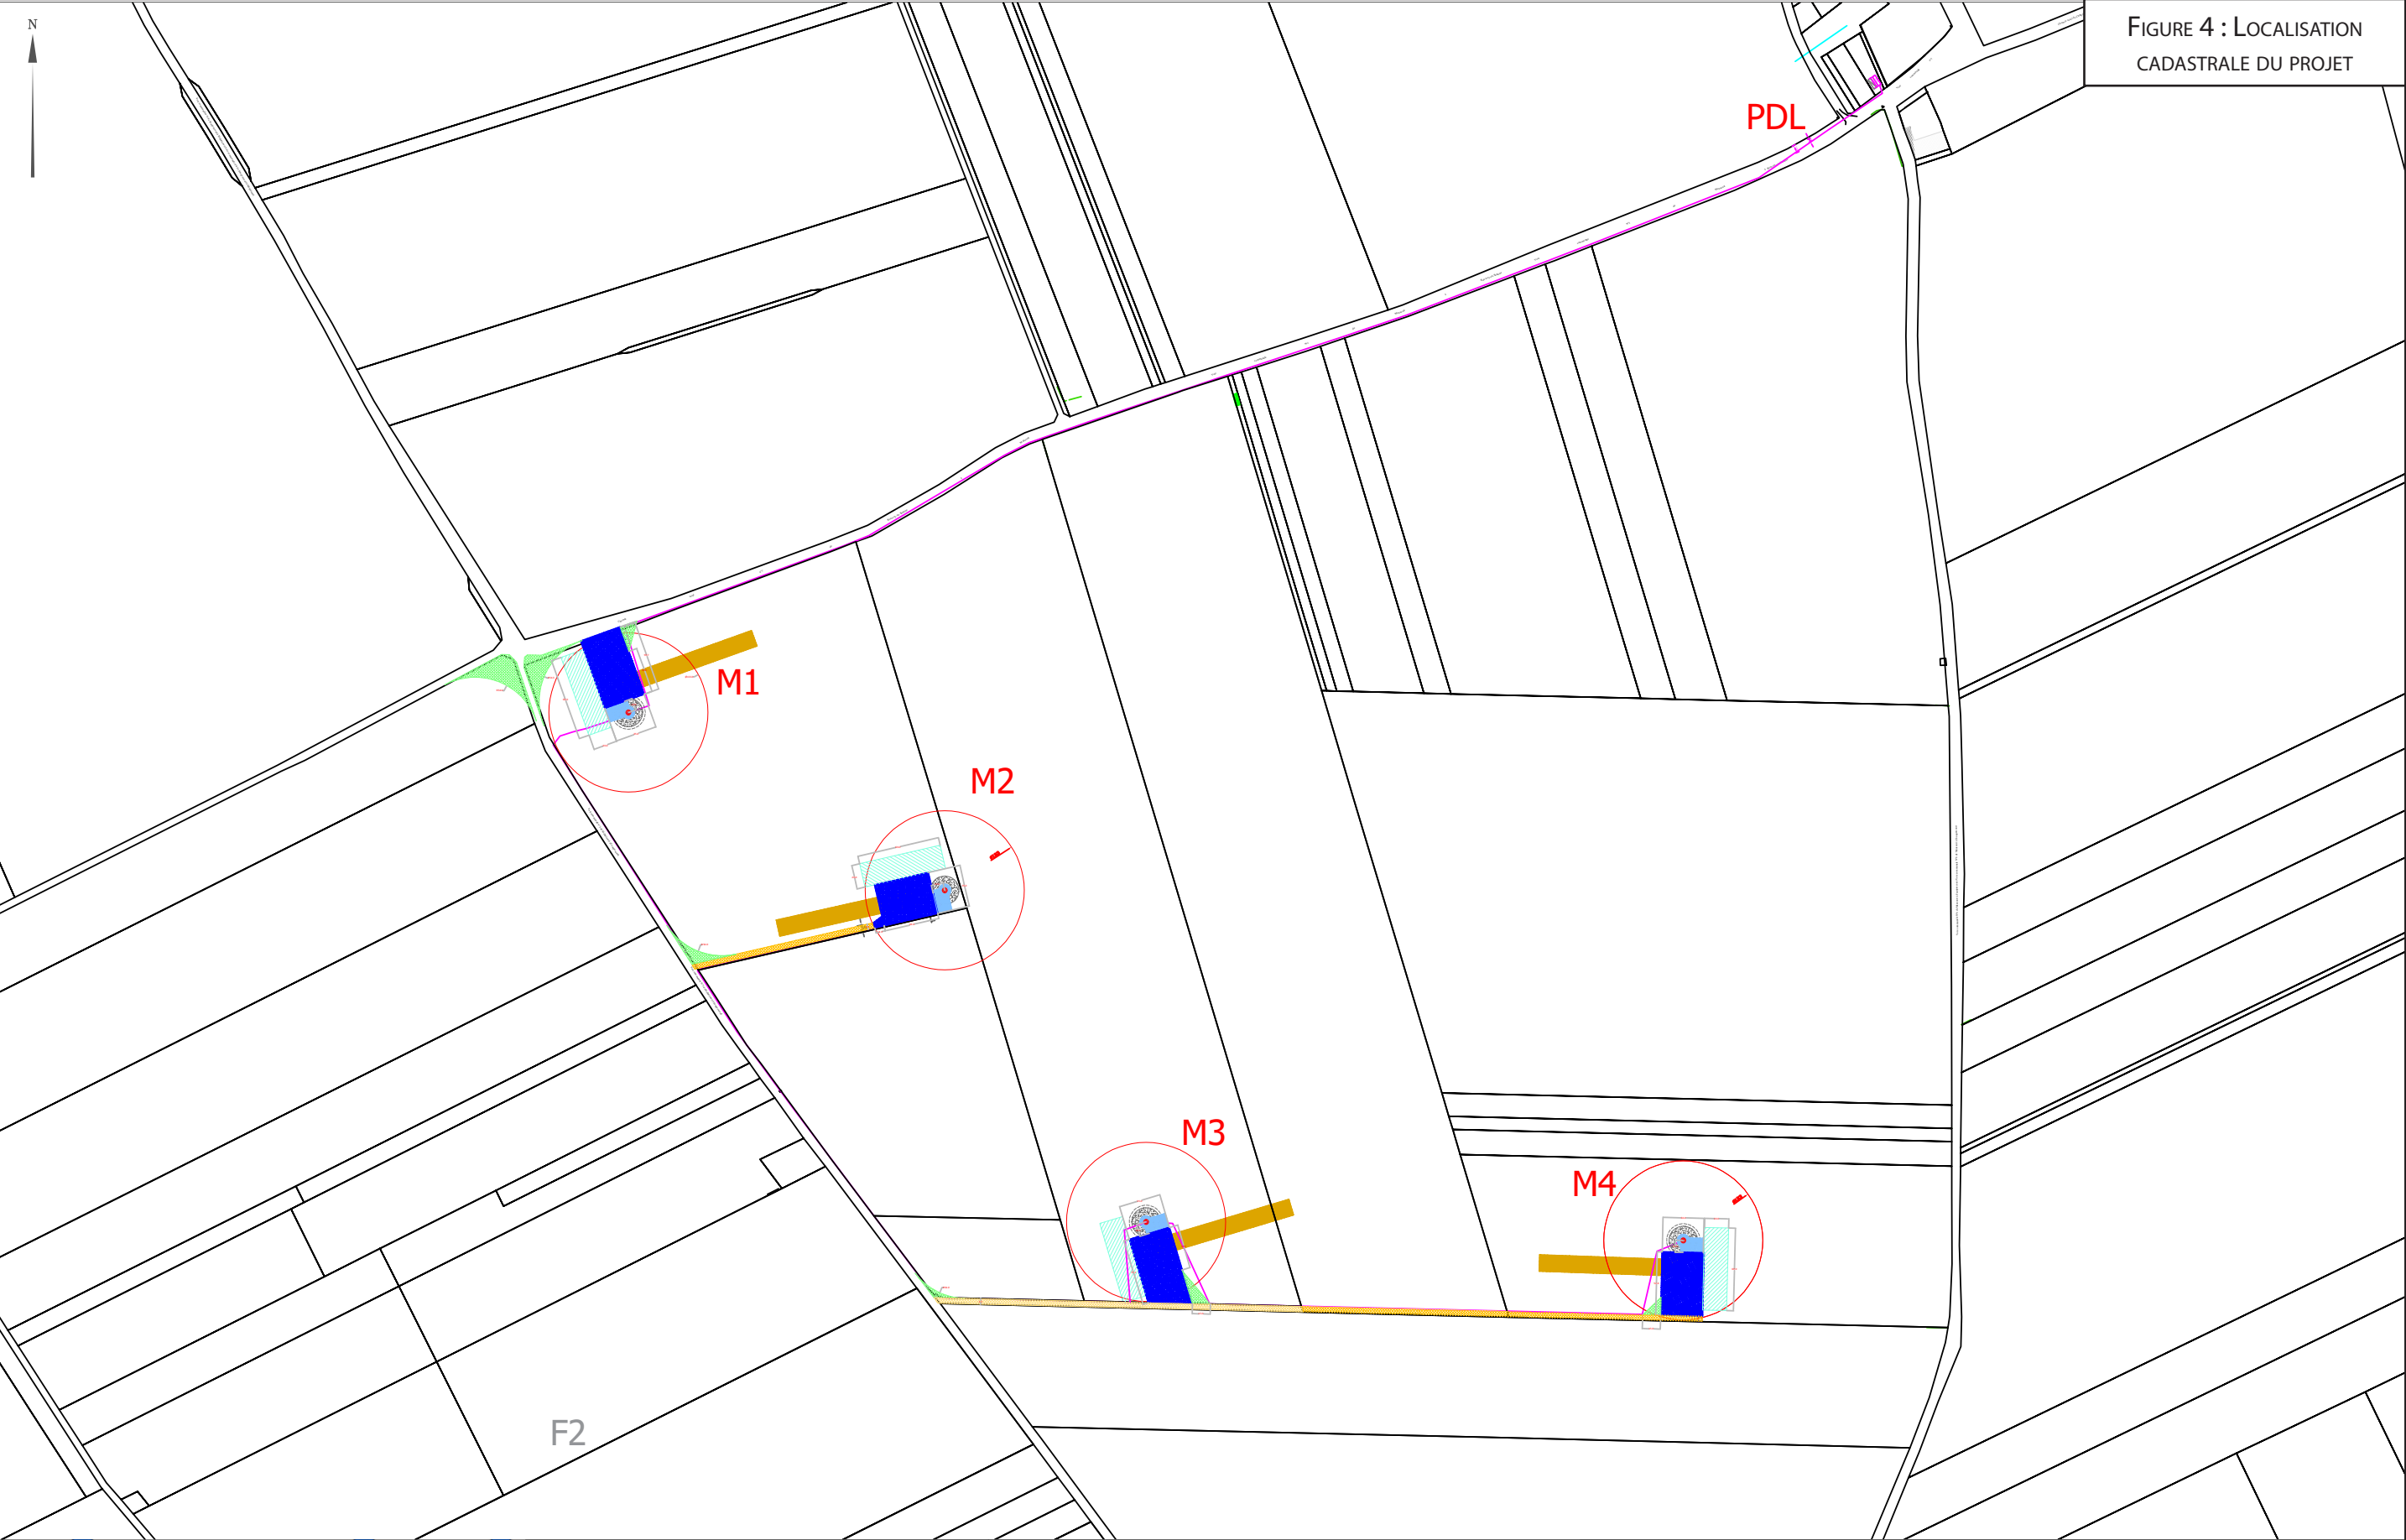 N
FIGURE 4 : LOCALISATION
CADASTRALE DU PROJET
PDL
M1
M2
M3
M4
F2